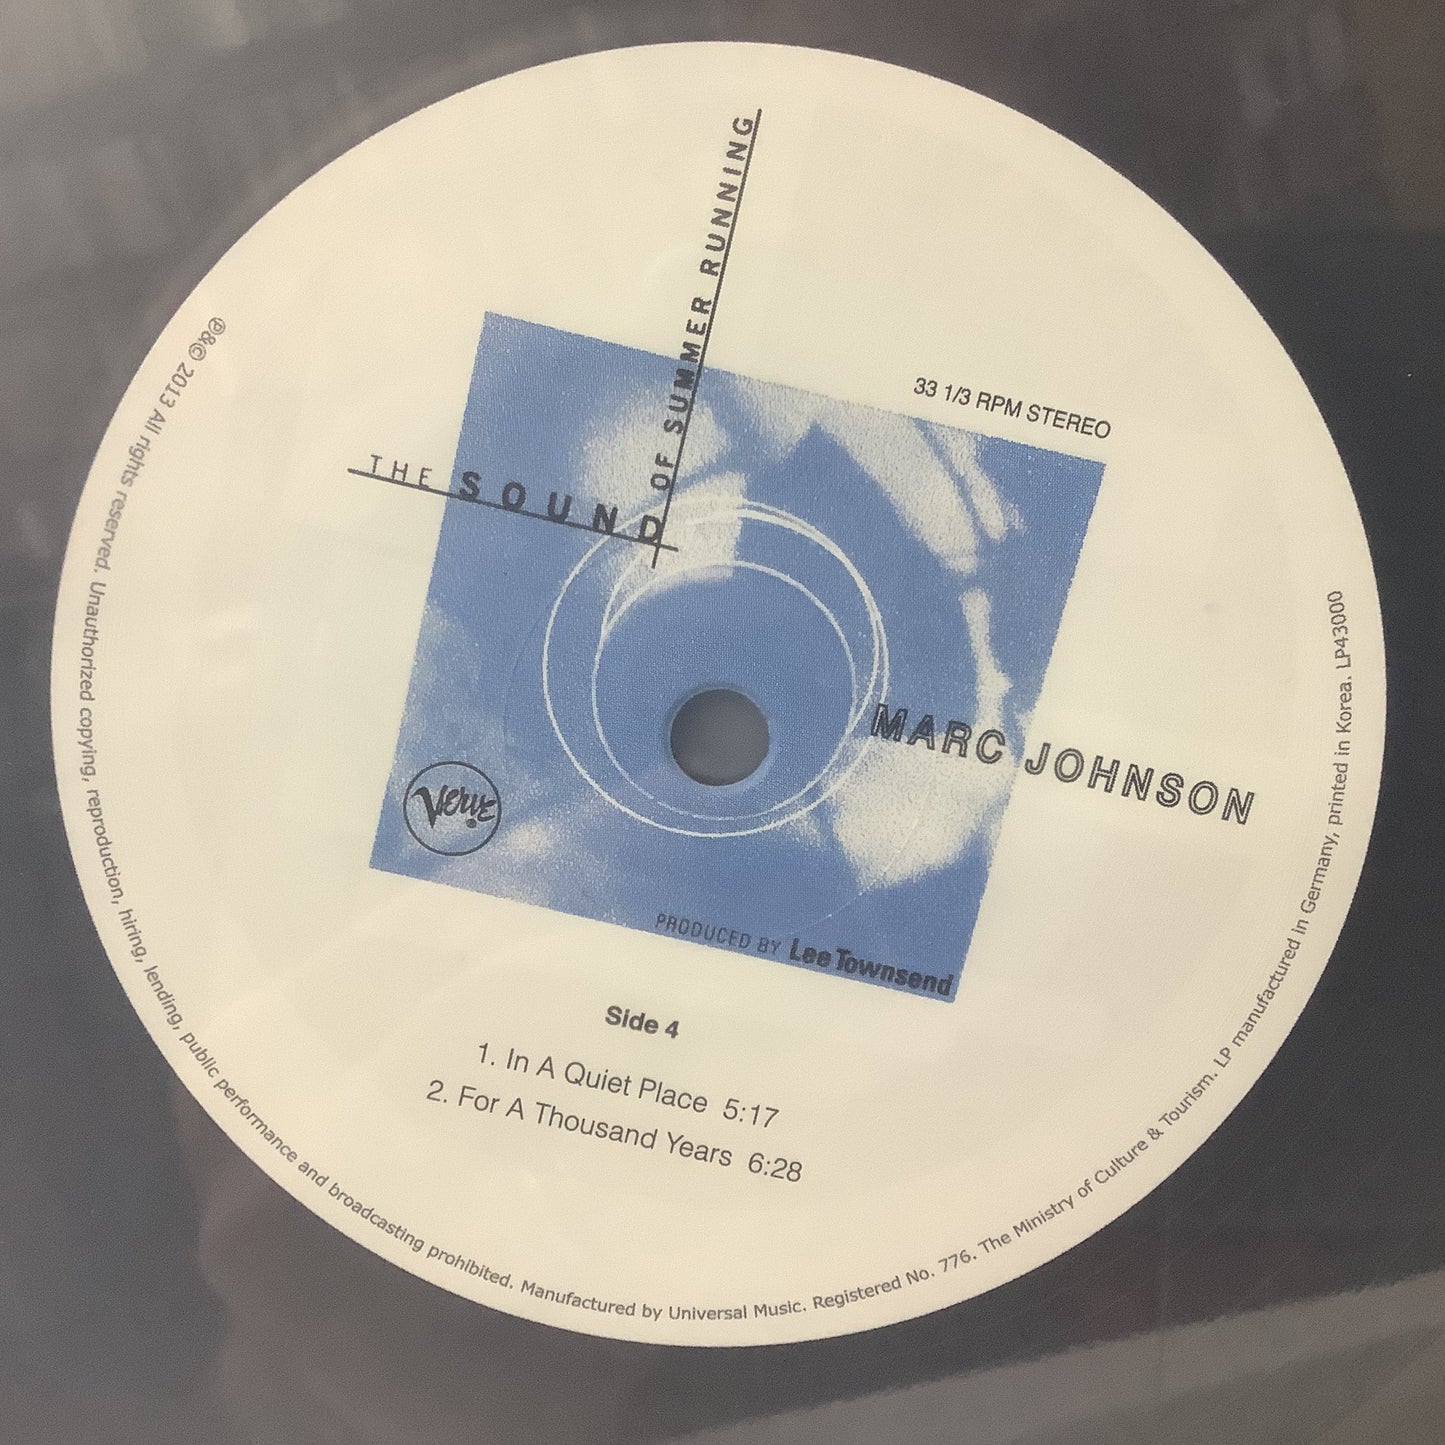 THE SOUND
OF SUMMER RUNNING
33 1/3 RPM STEREO
MARC JOHNSON
VERVE
PRODUCED BY Lee Townsend
Side 4
1. In A Quiet Place 5:17
2. For A Thousand Years 6:28
℗&© 2013 All rights reserved. Unauthorized copying, reproduction, hiring, lending, public performance and broadcasting prohibited. Manufactured by Universal Music. Registered No. 776. The Ministry of Culture & Tourism. LP manufactured in Germany, printed in Korea. LP43000